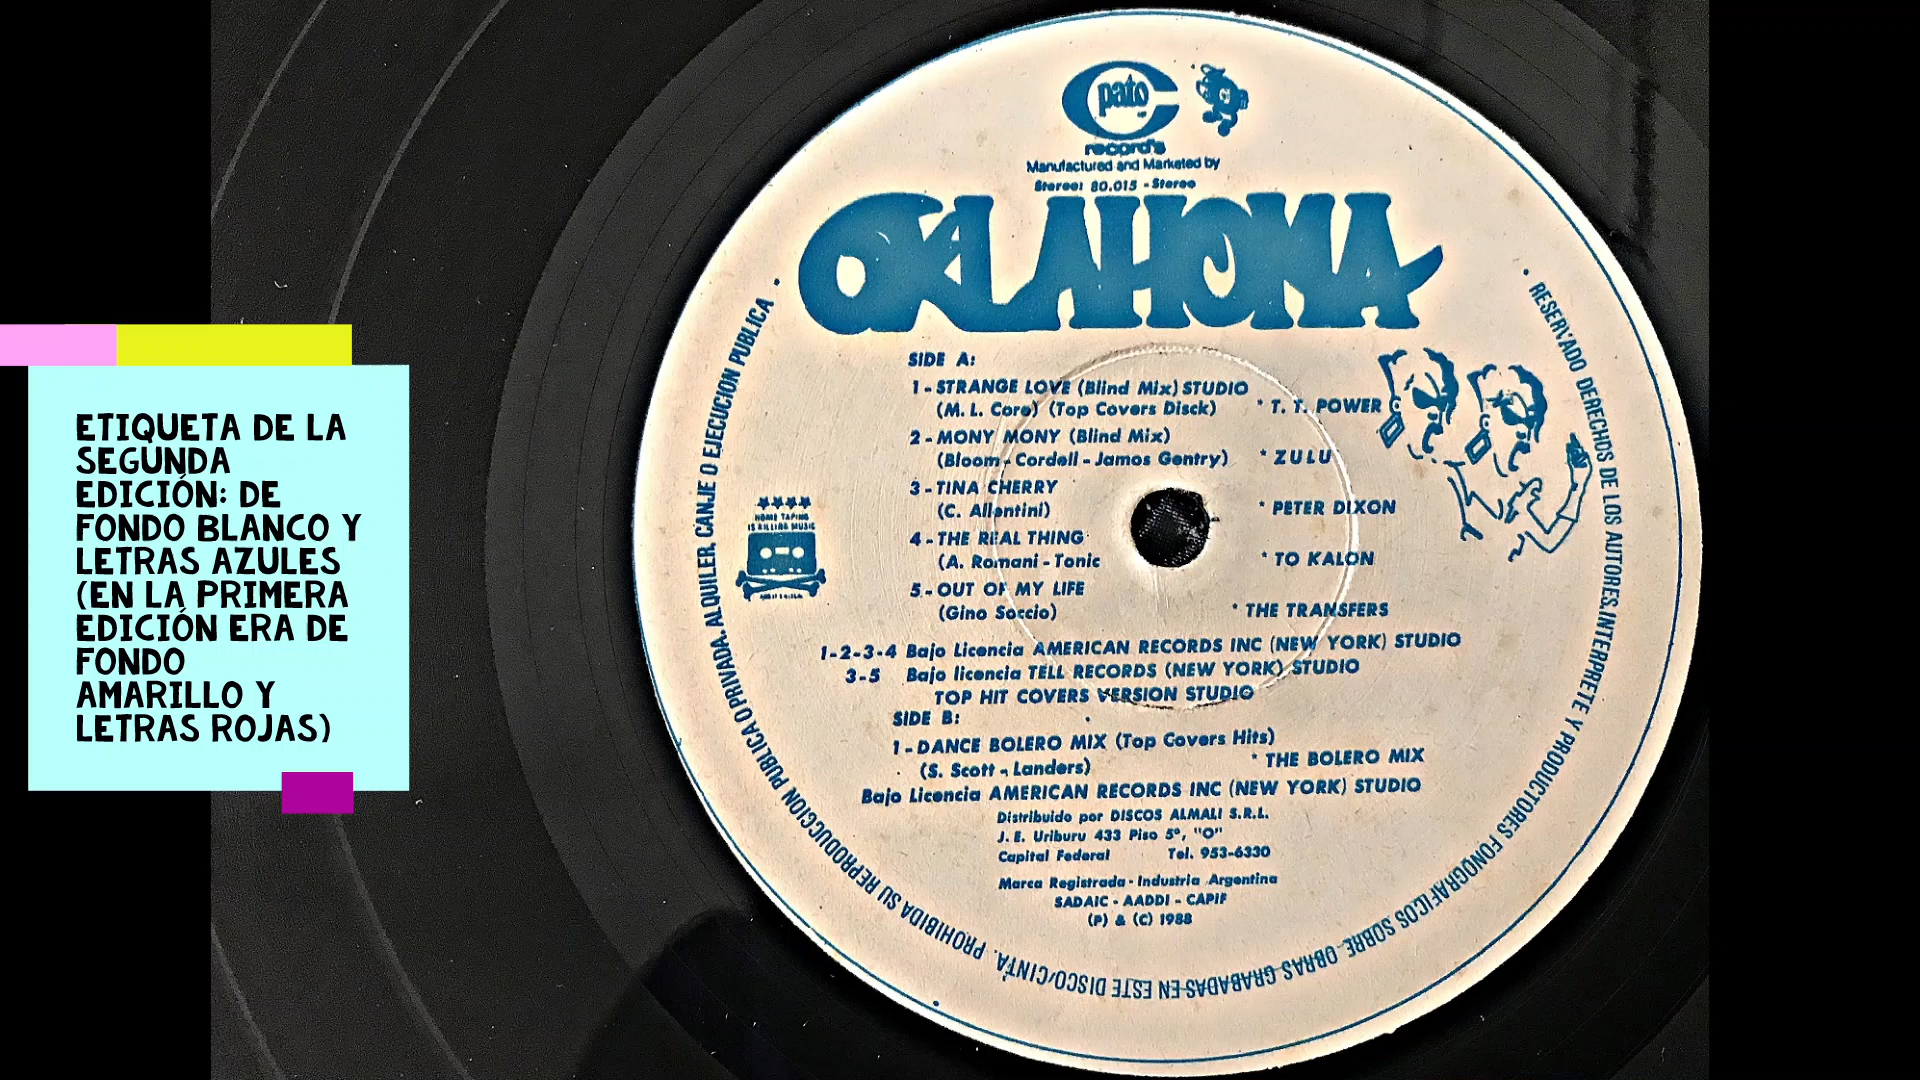 ETIQUETA DE LA
SEGUNDA
EDICIÓN: DE
FONDO BLANCO Y
LETRAS AZULES
(EN LA PRIMERA
EDICIÓN ERA DE
FONDO
AMARILLO Y
LETRAS ROJAS)
pato
record's
Manufactured and Marketed by
Stereo: 80.015 - Stereo
OKLAHOMA
SIDE A:
1 - STRANGE LOVE (Blind Mix) STUDIO
(M. L. Core) (Top Covers Disck) * T. T. POWER
2 - MONY MONY (Blind Mix)
(Bloom - Cordell - Jamos Gentry) * ZULU
3 - TINA CHERRY
(C. Allentini) * PETER DIXON
4 - THE REAL THING
(A. Romani - Tonic * TO KALON
5 - OUT OF MY LIFE
(Gino Soccio) * THE TRANSFERS
1-2-3-4 Bajo Licencia AMERICAN RECORDS INC (NEW YORK) STUDIO
3-5 Bajo licencia TELL RECORDS (NEW YORK) STUDIO
TOP HIT COVERS VERSION STUDIO
SIDE B:
1 - DANCE BOLERO MIX (Top Covers Hits)
(S. Scott - Landers) * THE BOLERO MIX
Bajo Licencia AMERICAN RECORDS INC (NEW YORK) STUDIO
Distribuido por DISCOS ALMALI S.R.L.
J. E. Uriburu 433 Piso 5º, "O"
Capital Federal Tel. 953-6330
Marca Registrada - Industria Argentina
SADAIC - AADDI - CAPIF
(P) & (C) 1988
HOME TAPING
IS KILLING MUSIC
• RESERVADO DERECHOS DE LOS AUTORES, INTERPRETE Y PRODUCTORES FONOGRAFICOS SOBRE OBRAS GRABADAS EN ESTE DISCO/CINTA. PROHIBIDA SU REPRODUCCION PUBLICA O PRIVADA, ALQUILER, CANJE O EJECUCION PUBLICA •